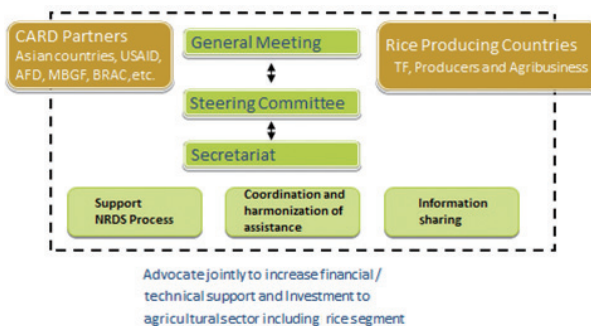 CARD Partners
Asian countries, USAID,
AFD, MBGF, BRAC, etc.
General Meeting
Rice Producing Countries
TF, Producers and Agribusiness
Steering Committee
Secretariat
Support
NRDS Process
Coordination and
harmonization of
assistance
Information
sharing
Advocate jointly to increase financial /
technical support and Investment to
agricultural sector including rice segment